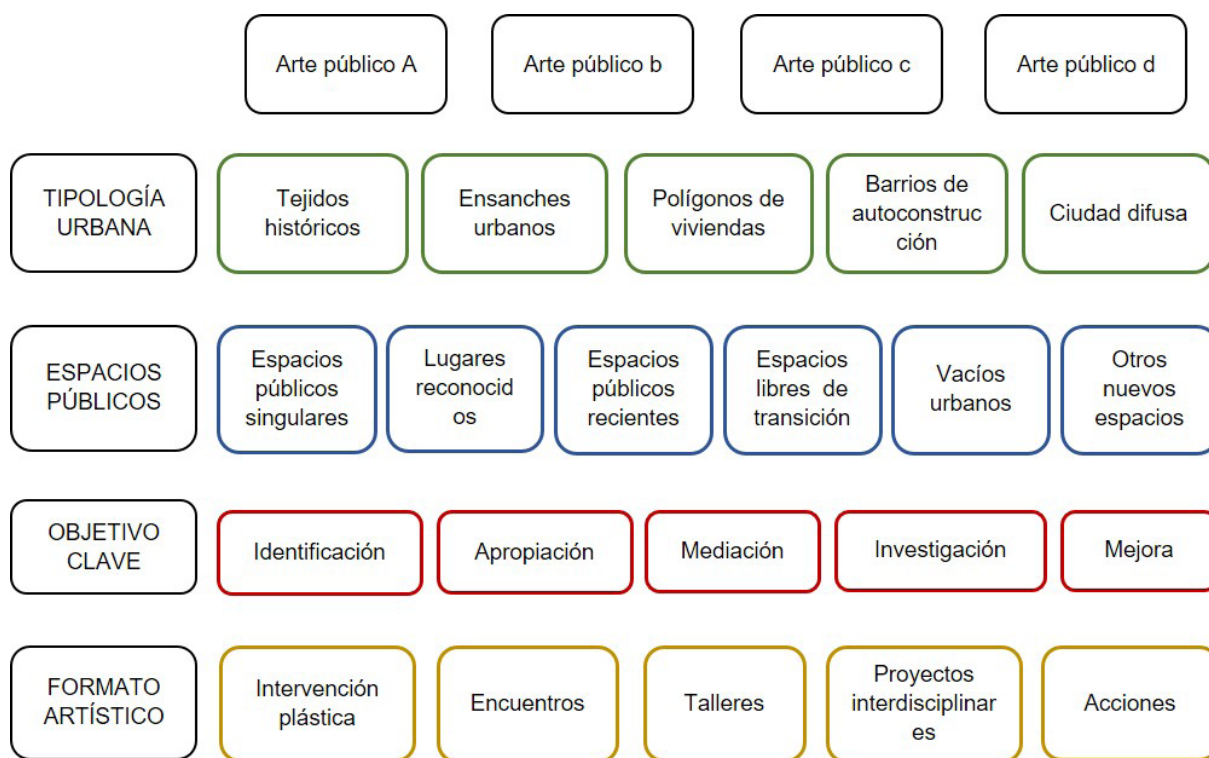 Arte público A
Arte público b
Arte público c
Arte público d
TIPOLOGÍA
URBANA
Tejidos
históricos
Ensanches
urbanos
Polígonos de
viviendas
Barrios de
autoconstruc
ción
Ciudad difusa
ESPACIOS
PÚBLICOS
Espacios
públicos
singulares
Lugares
reconocid
os
Espacios
públicos
recientes
Espacios
libres de
transición
Vacíos
urbanos
Otros
nuevos
espacios
OBJETIVO
CLAVE
Identificación
Apropiación
Mediación
Investigación
Mejora
FORMATO
ARTÍSTICO
Intervención
plástica
Encuentros
Talleres
Proyectos
interdisciplinar
es
Acciones